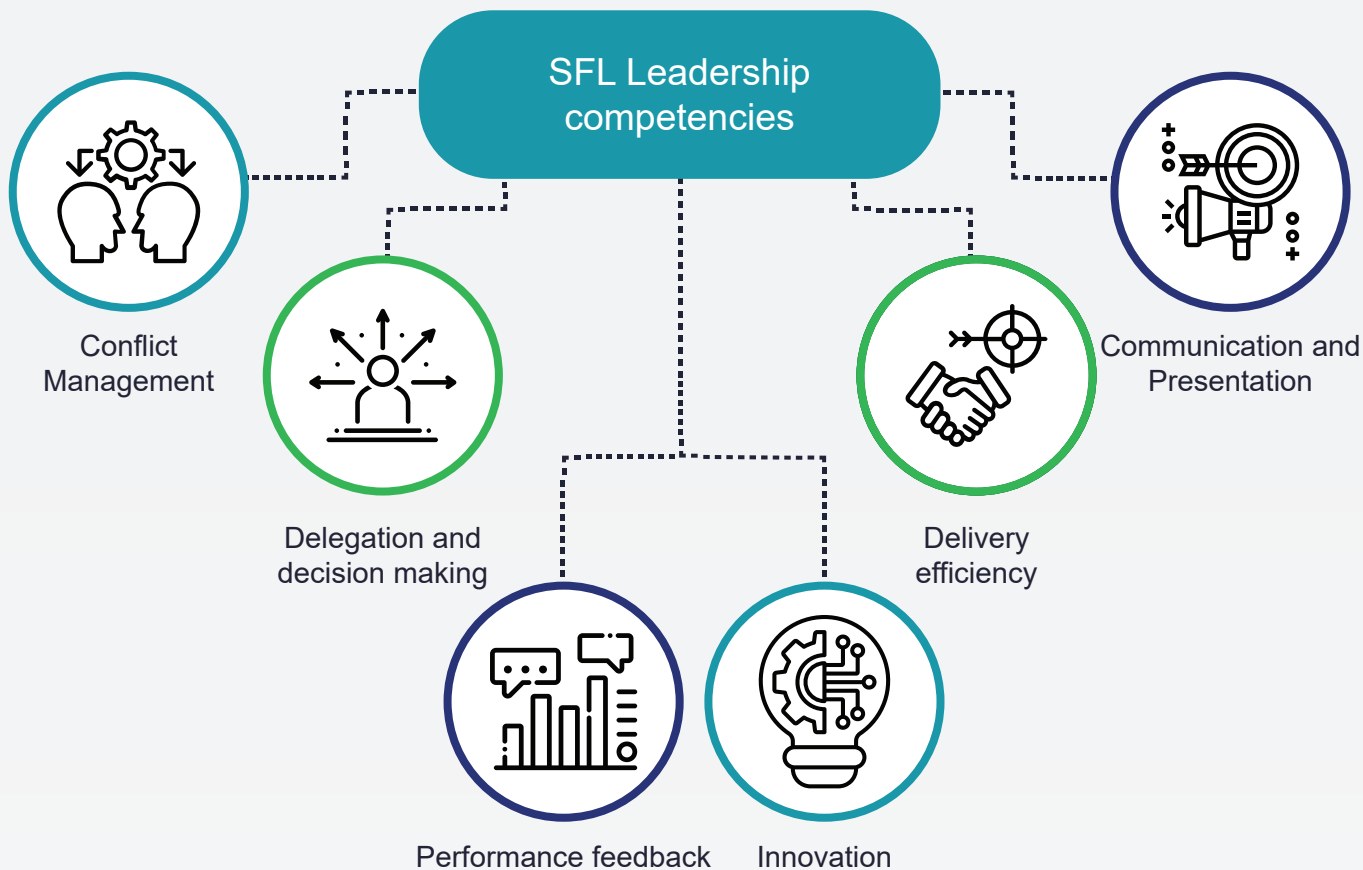 SFL Leadership
competencies
Conflict
Management
Communication and
Presentation
Delegation and
decision making
Delivery
efficiency
Performance feedback
Innovation